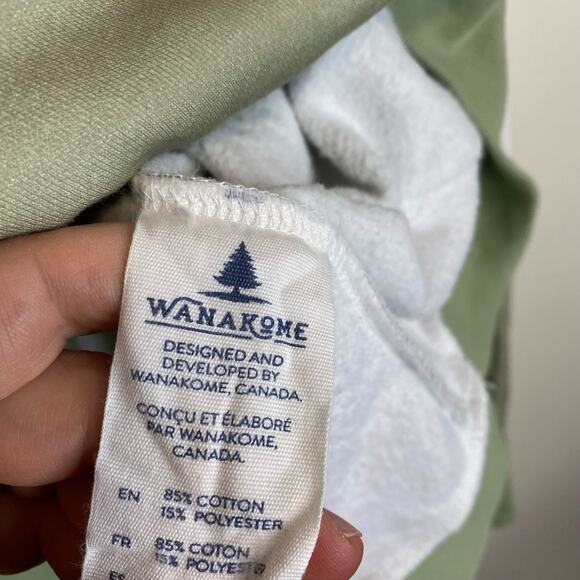 WANAKOME
DESIGNED AND
DEVELOPED BY
WANAKOME, CANADA.
CONÇU ET ÉLABORÉ
PAR WANAKOME,
CANADA.
EN 85% COTTON
15% POLYESTER
FR 85% COTON
15% POLYESTER
ES